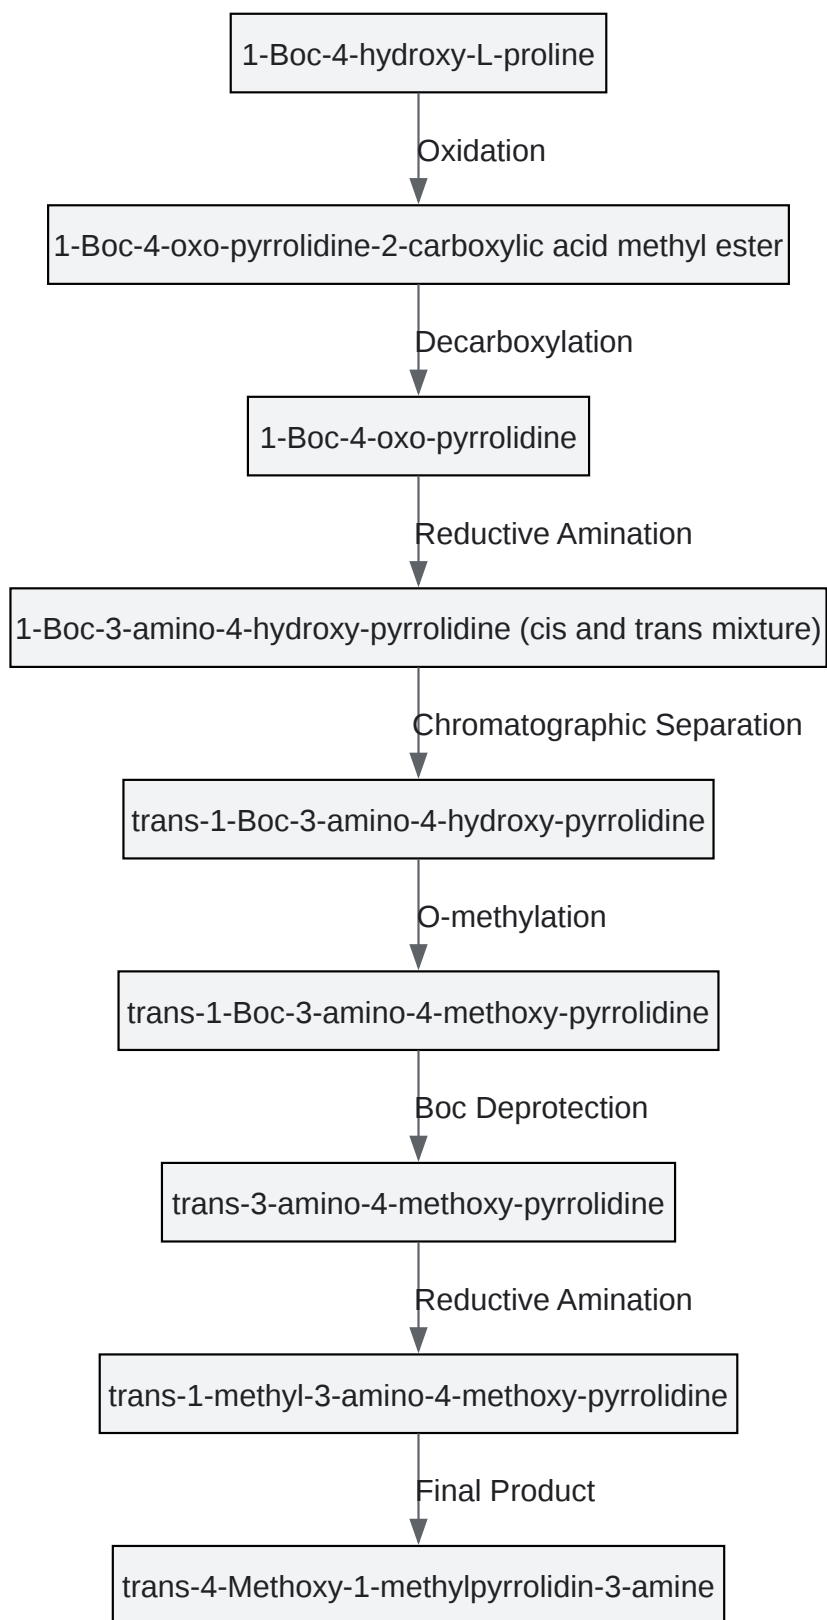 1-Boc-4-hydroxy-L-proline
Oxidation
1-Boc-4-oxo-pyrrolidine-2-carboxylic acid methyl ester
Decarboxylation
1-Boc-4-oxo-pyrrolidine
Reductive Amination
1-Boc-3-amino-4-hydroxy-pyrrolidine (cis and trans mixture)
Chromatographic Separation
trans-1-Boc-3-amino-4-hydroxy-pyrrolidine
O-methylation
trans-1-Boc-3-amino-4-methoxy-pyrrolidine
Boc Deprotection
trans-3-amino-4-methoxy-pyrrolidine
Reductive Amination
trans-1-methyl-3-amino-4-methoxy-pyrrolidine
Final Product
trans-4-Methoxy-1-methylpyrrolidin-3-amine